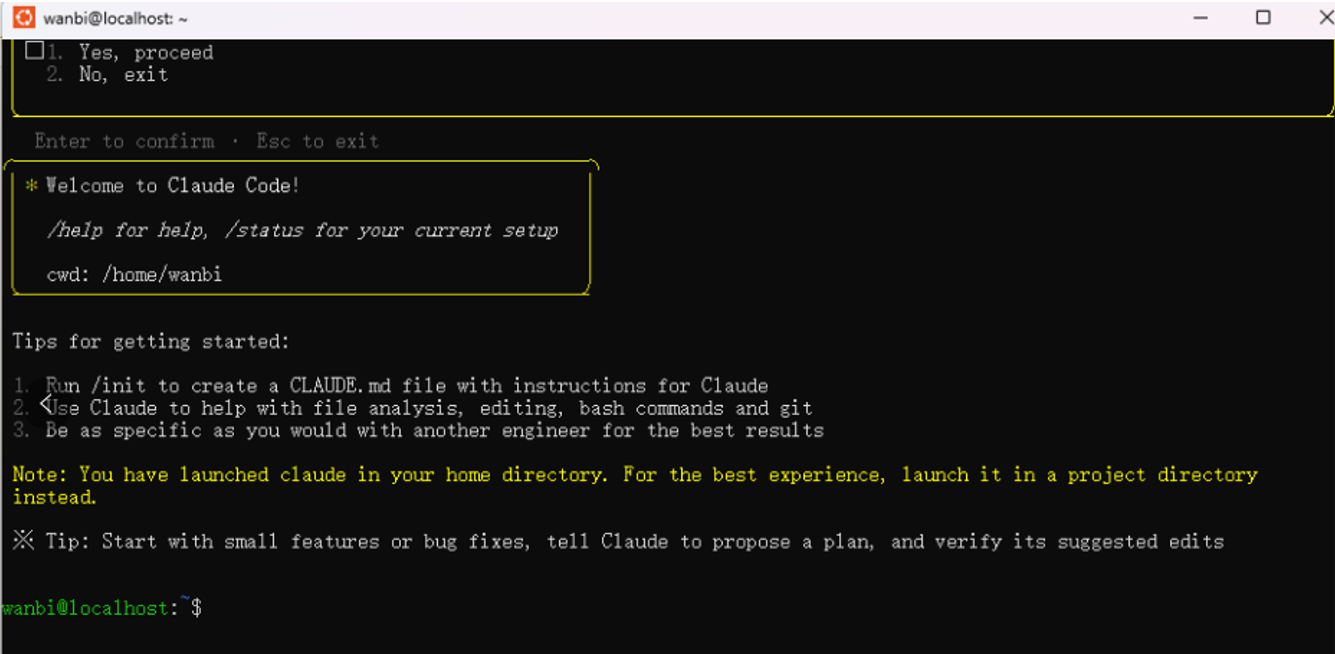 wanbi@localhost: ~
1. Yes, proceed
2. No, exit
Enter to confirm · Esc to exit
* Welcome to Claude Code!
/help for help, /status for your current setup
cwd: /home/wanbi
Tips for getting started:
1. Run /init to create a CLAUDE.md file with instructions for Claude
2. Use Claude to help with file analysis, editing, bash commands and git
3. Be as specific as you would with another engineer for the best results
Note: You have launched claude in your home directory. For the best experience, launch it in a project directory
instead.
※ Tip: Start with small features or bug fixes, tell Claude to propose a plan, and verify its suggested edits
wanbi@localhost:~$